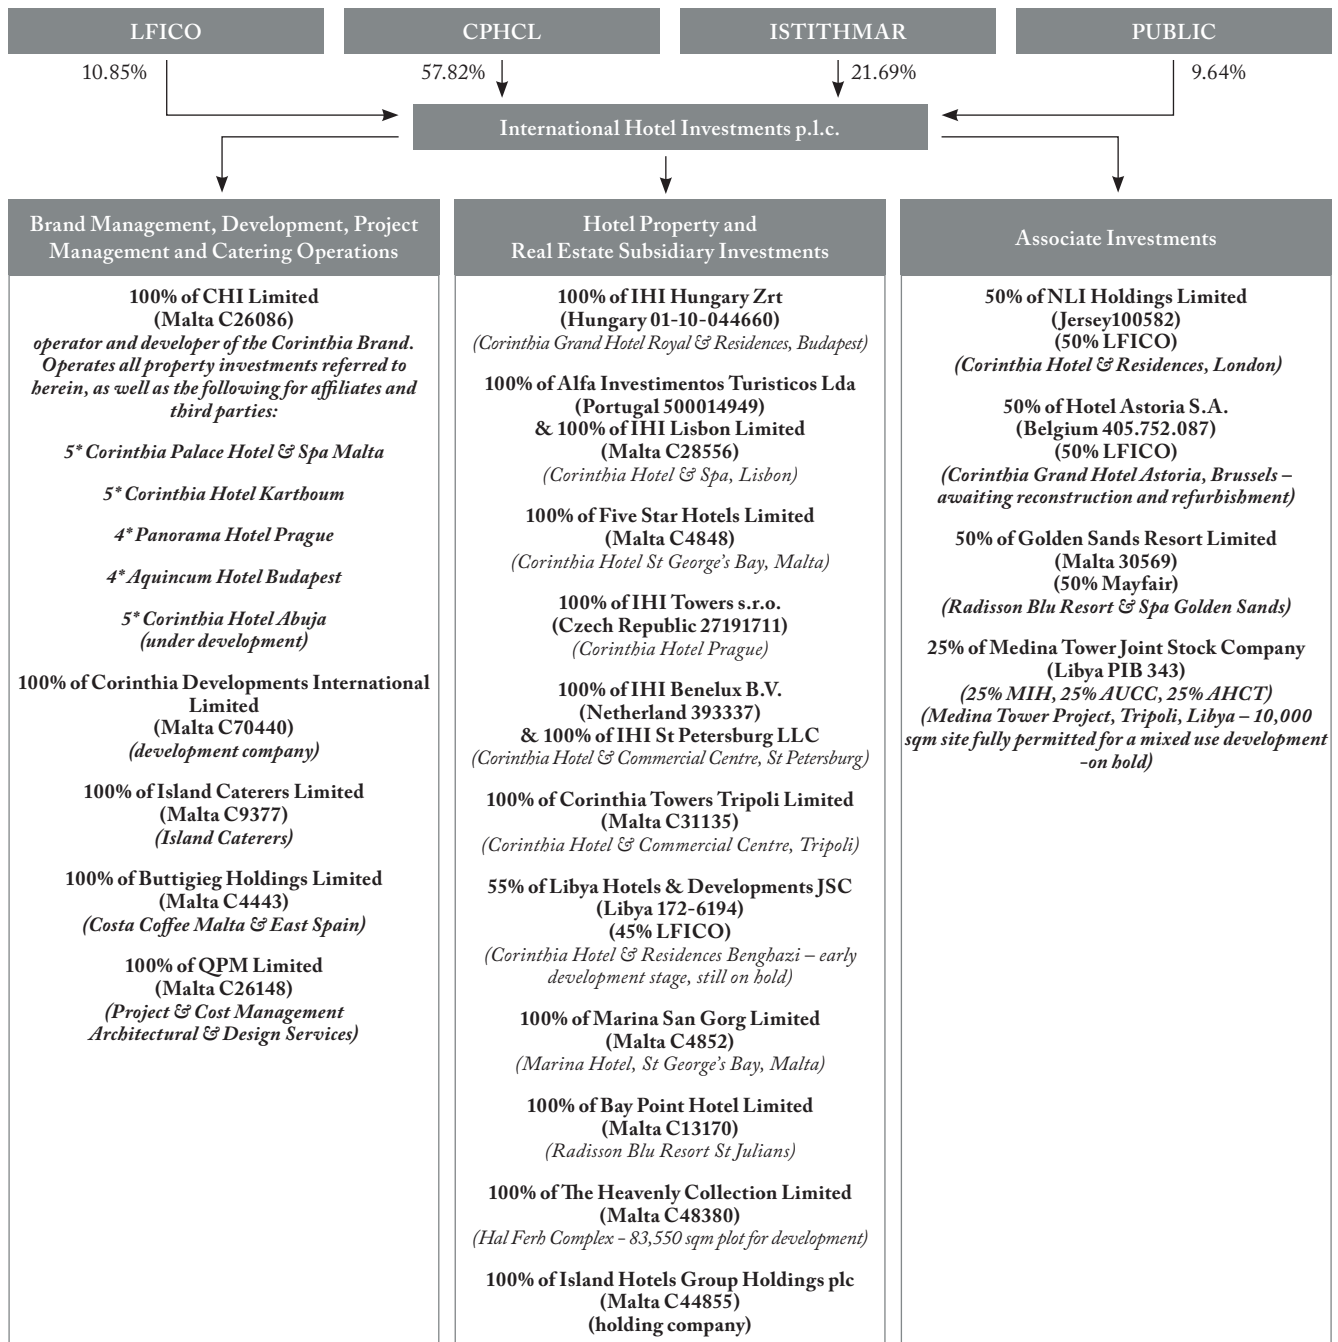 LFICO
CPHCL
ISTITHMAR
PUBLIC
10.85%
57.82%
21.69%
9.64%
International Hotel Investments p.l.c.
Brand Management, Development, Project
Management and Catering Operations
100% of CHI Limited
(Malta C26086)
operator and developer of the Corinthia Brand.
Operates all property investments referred to
herein, as well as the following for affiliates and
third parties:
5* Corinthia Palace Hotel & Spa Malta
5* Corinthia Hotel Karthoum
4* Panorama Hotel Prague
4* Aquincum Hotel Budapest
5* Corinthia Hotel Abuja
(under development)
100% of Corinthia Developments International
Limited
(Malta C70440)
(development company)
100% of Island Caterers Limited
(Malta C9377)
(Island Caterers)
100% of Buttigieg Holdings Limited
(Malta C4443)
(Costa Coffee Malta & East Spain)
100% of QPM Limited
(Malta C26148)
(Project & Cost Management
Architectural & Design Services)
Hotel Property and
Real Estate Subsidiary Investments
100% of IHI Hungary Zrt
(Hungary 01-10-044660)
(Corinthia Grand Hotel Royal & Residences, Budapest)
100% of Alfa Investimentos Turisticos Lda
(Portugal 500014949)
& 100% of IHI Lisbon Limited
(Malta C28556)
(Corinthia Hotel & Spa, Lisbon)
100% of Five Star Hotels Limited
(Malta C4848)
(Corinthia Hotel St George's Bay, Malta)
100% of IHI Towers s.r.o.
(Czech Republic 27191711)
(Corinthia Hotel Prague)
100% of IHI Benelux B.V.
(Netherland 393337)
& 100% of IHI St Petersburg LLC
(Corinthia Hotel & Commercial Centre, St Petersburg)
100% of Corinthia Towers Tripoli Limited
(Malta C31135)
(Corinthia Hotel & Commercial Centre, Tripoli)
55% of Libya Hotels & Developments JSC
(Libya 172-6194)
(45% LFICO)
(Corinthia Hotel & Residences Benghazi – early
development stage, still on hold)
100% of Marina San Gorg Limited
(Malta C4852)
(Marina Hotel, St George's Bay, Malta)
100% of Bay Point Hotel Limited
(Malta C13170)
(Radisson Blu Resort St Julians)
100% of The Heavenly Collection Limited
(Malta C48380)
(Hal Ferh Complex - 83,550 sqm plot for development)
100% of Island Hotels Group Holdings plc
(Malta C44855)
(holding company)
Associate Investments
50% of NLI Holdings Limited
(Jersey100582)
(50% LFICO)
(Corinthia Hotel & Residences, London)
50% of Hotel Astoria S.A.
(Belgium 405.752.087)
(50% LFICO)
(Corinthia Grand Hotel Astoria, Brussels –
awaiting reconstruction and refurbishment)
50% of Golden Sands Resort Limited
(Malta 30569)
(50% Mayfair)
(Radisson Blu Resort & Spa Golden Sands)
25% of Medina Tower Joint Stock Company
(Libya PIB 343)
(25% MIH, 25% AUCC, 25% AHCT)
(Medina Tower Project, Tripoli, Libya – 10,000
sqm site fully permitted for a mixed use development
-on hold)